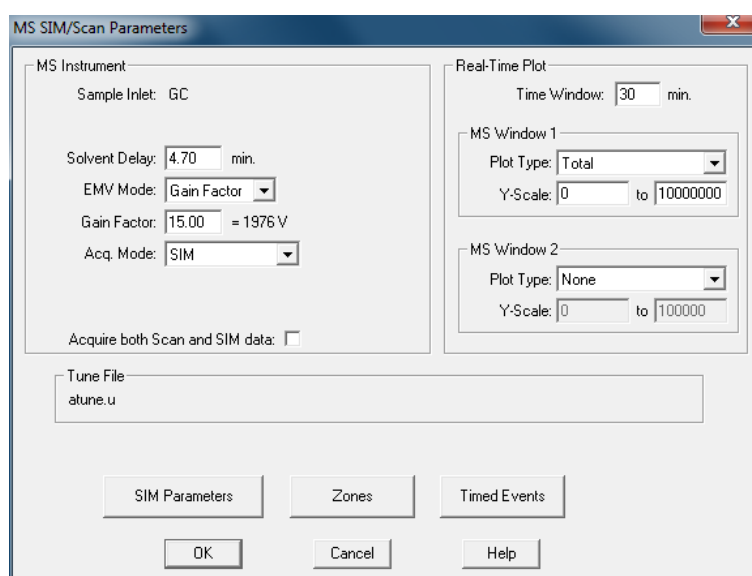 MS SIM/Scan Parameters
x
MS Instrument
Sample Inlet: GC
Solvent Delay: 4.70 min.
EMV Mode: Gain Factor
Gain Factor: 15.00 = 1976 V
Acq. Mode: SIM
Acquire both Scan and SIM data:
Real-Time Plot
Time Window: 30 min.
MS Window 1
Plot Type: Total
Y-Scale: 0 to 10000000
MS Window 2
Plot Type: None
Y-Scale: 0 to 100000
Tune File
atune.u
SIM Parameters Zones Timed Events
OK Cancel Help